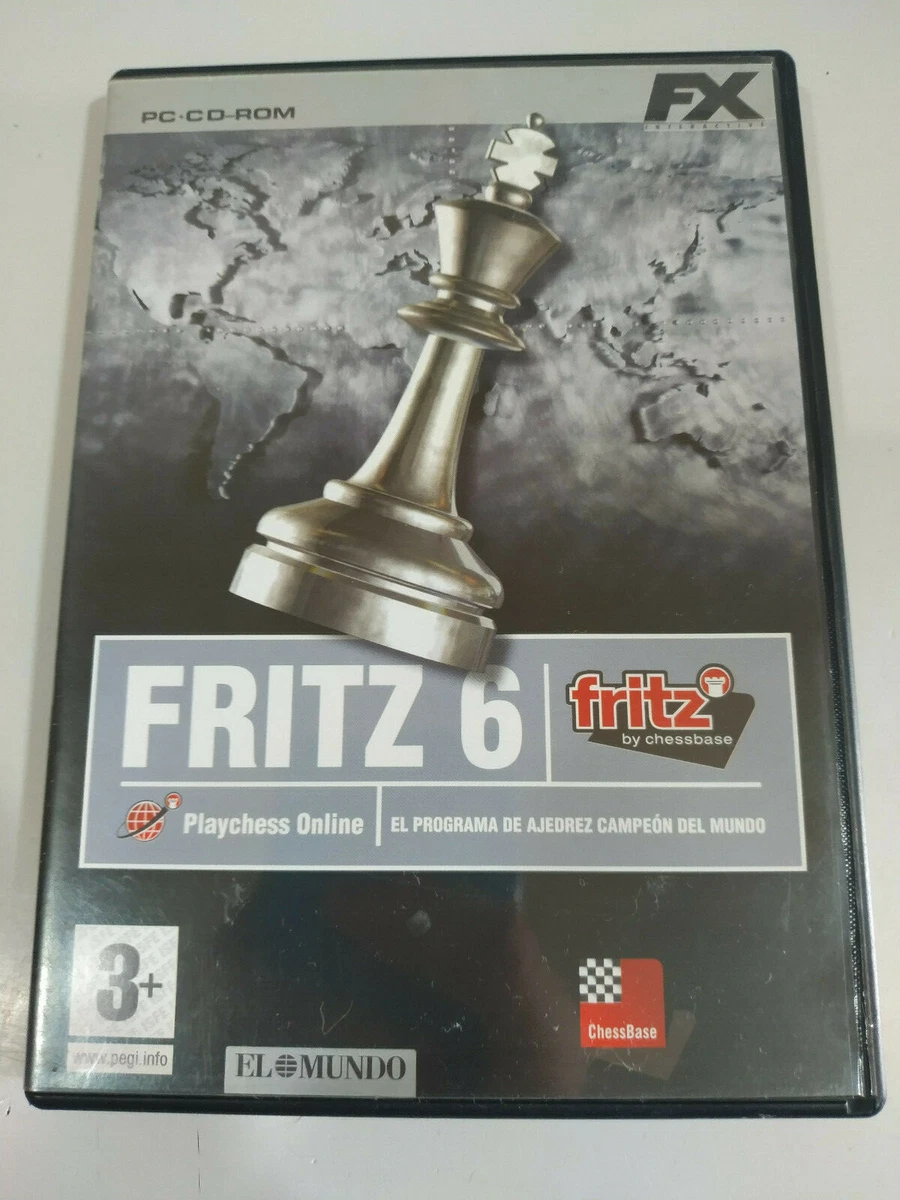 PC·CD-ROM
FX
INTERACTIVE
FRITZ 6
fritz
by chessbase
Playchess Online
EL PROGRAMA DE AJEDREZ CAMPEÓN DEL MUNDO
3+
www.pegi.info
ChessBase
EL MUNDO